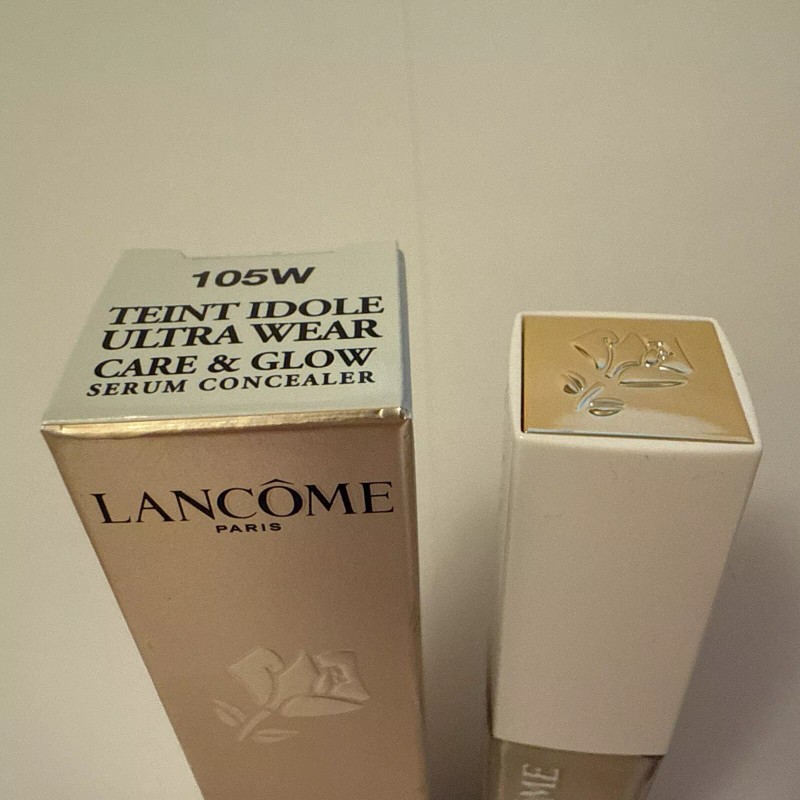 105W
TEINT IDOLE
ULTRA WEAR
CARE & GLOW
SERUM CONCEALER
LANCÔME
PARIS